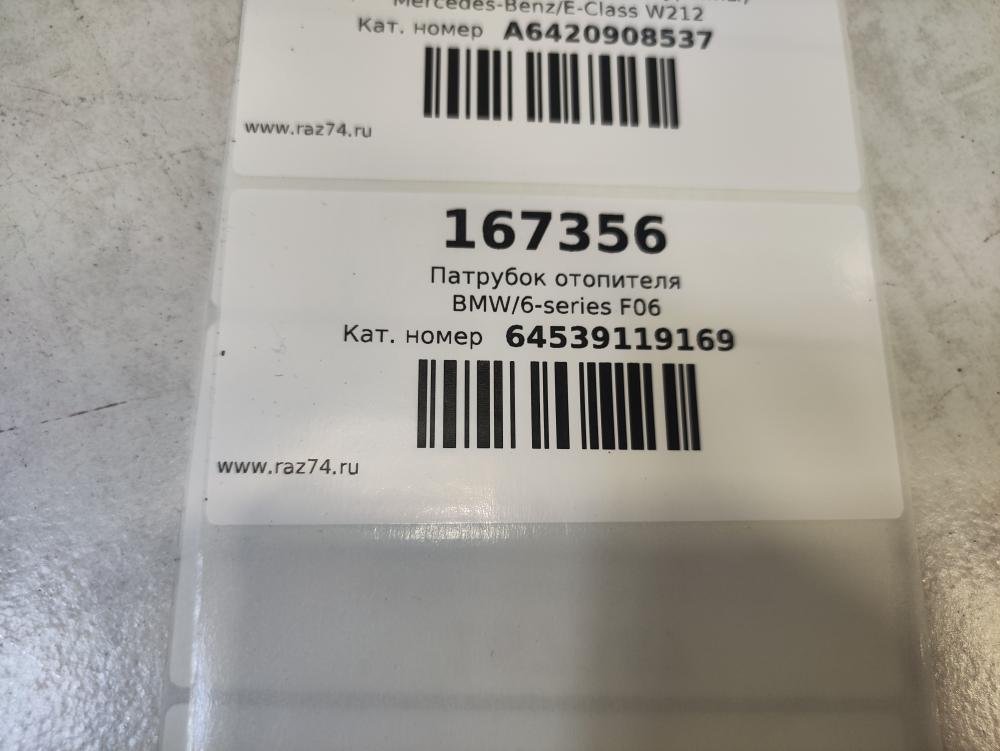 Mercedes-Benz/E-Class W212
Кат. номер A6420908537
www.raz74.ru
167356
Патрубок отопителя
BMW/6-series F06
Кат. номер 64539119169
www.raz74.ru